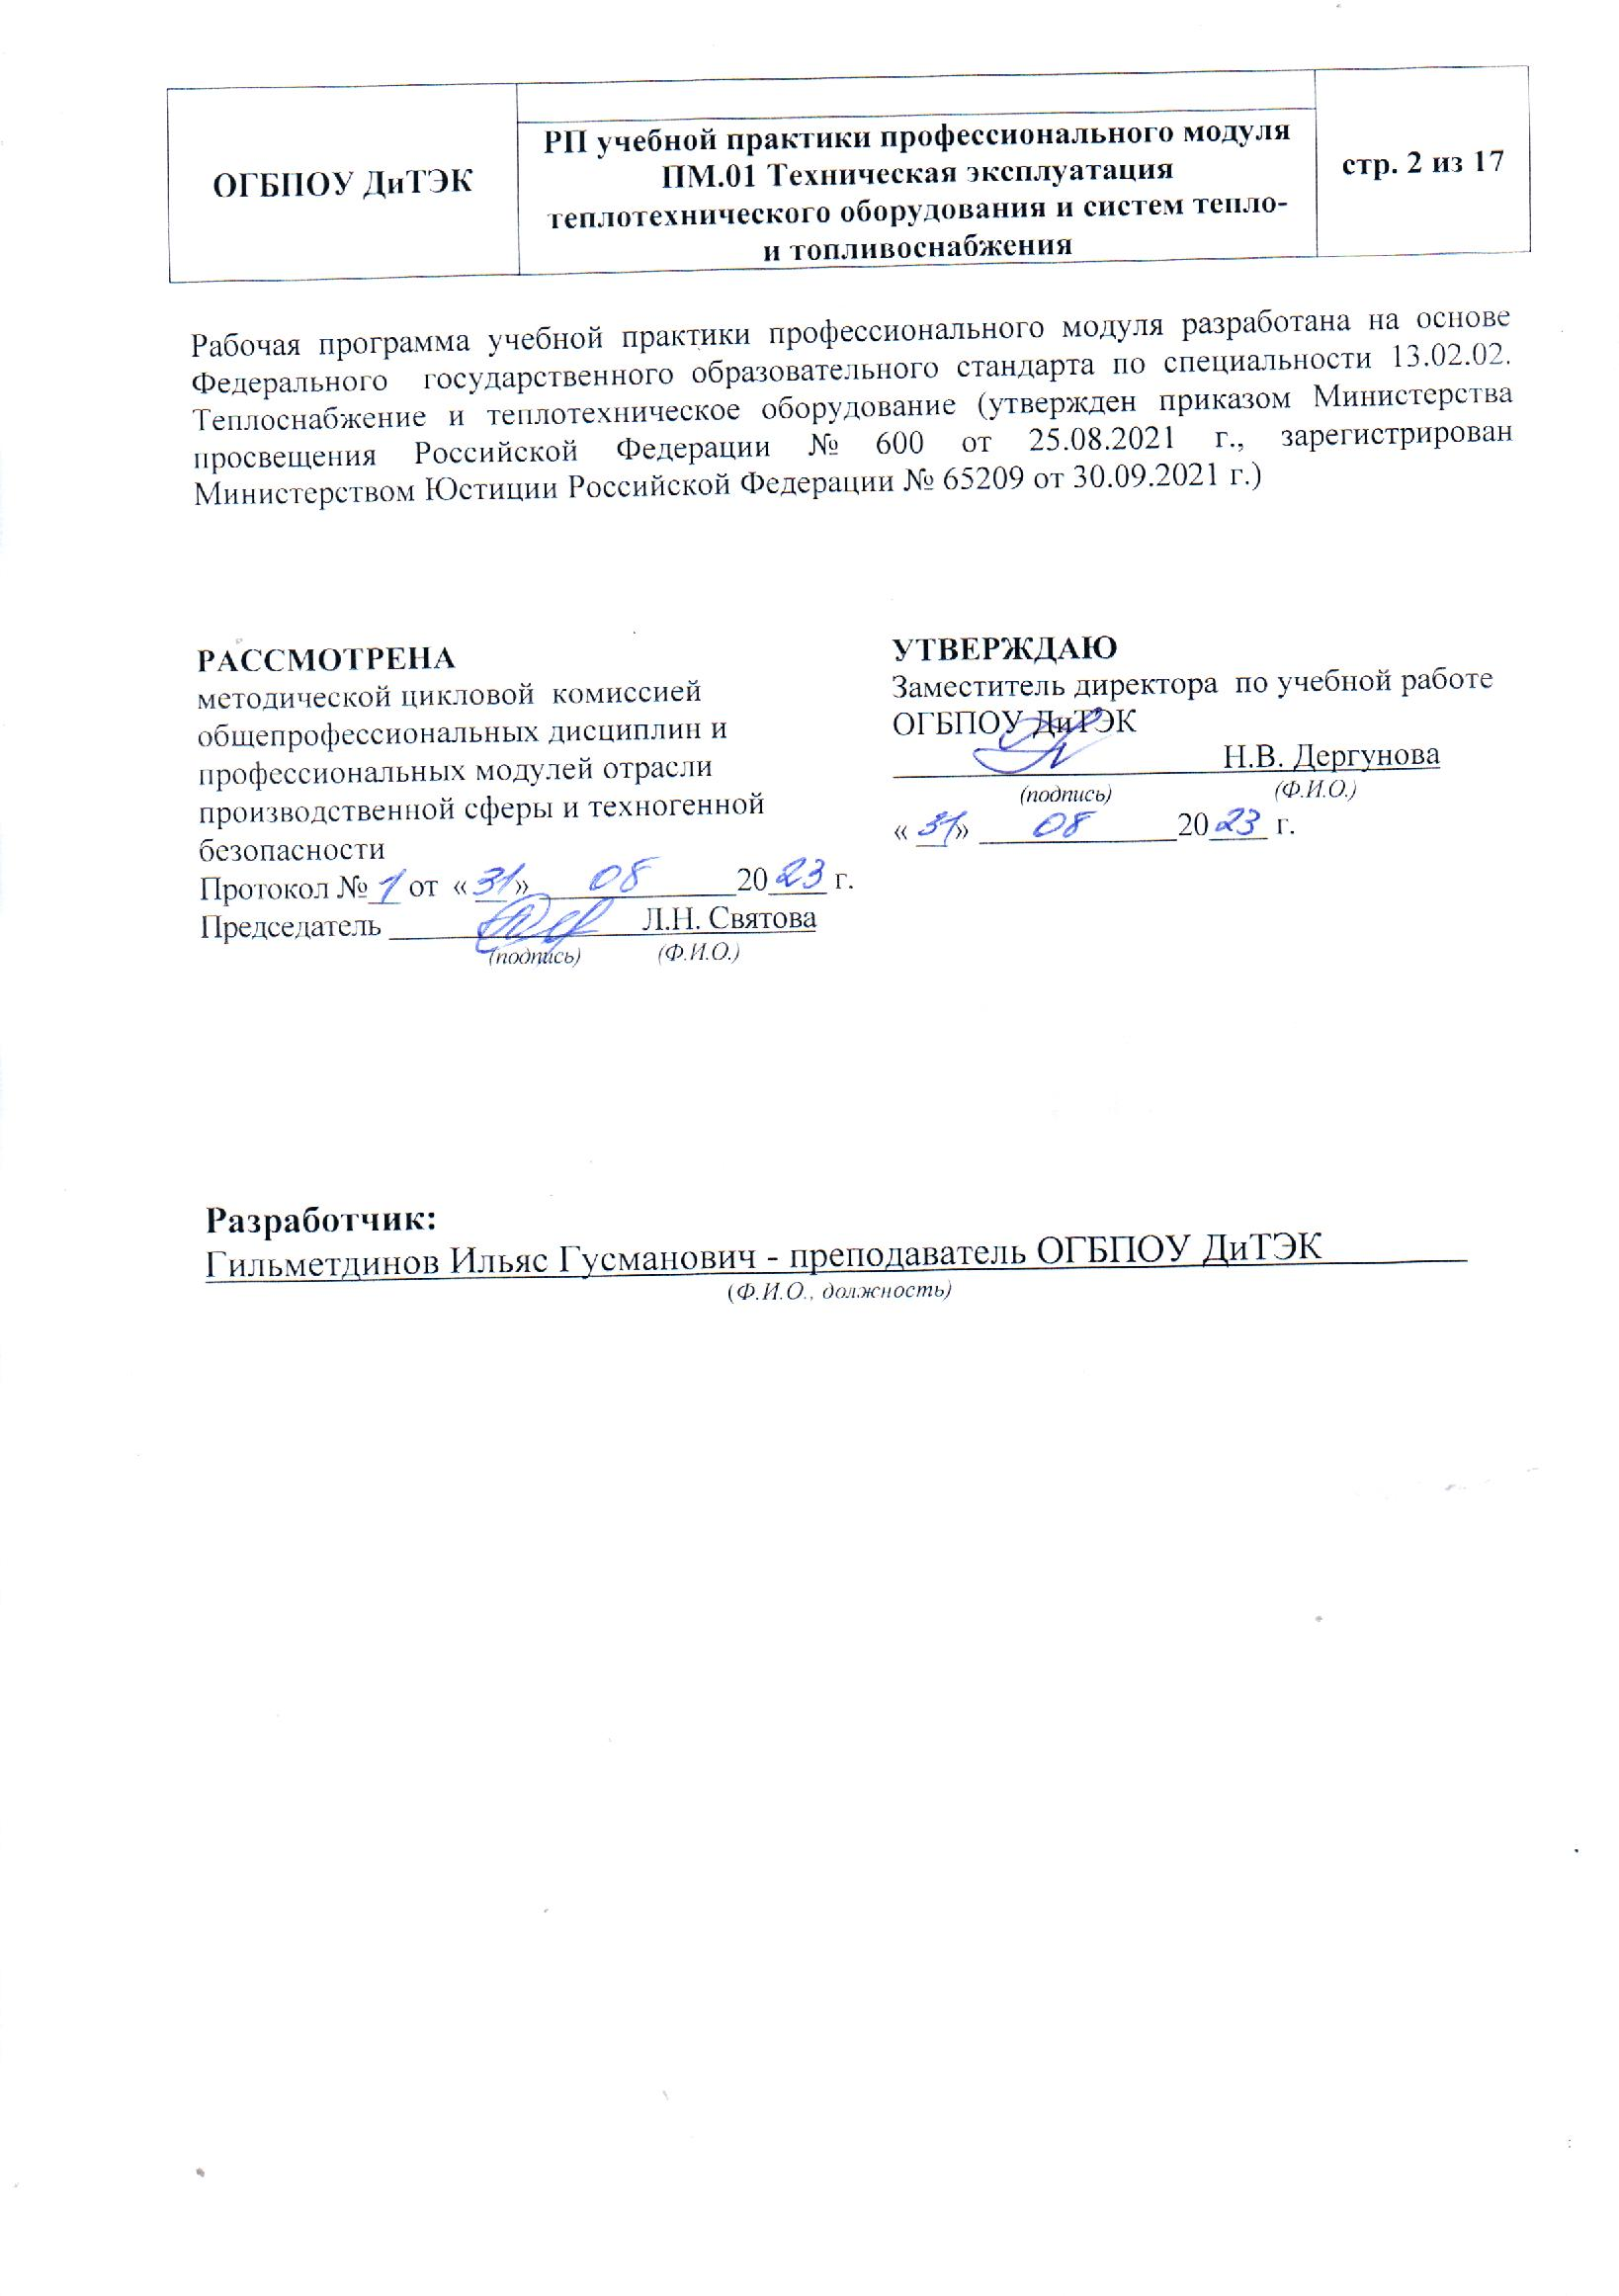 ОГБПОУ ДиТЭК
РП учебной практики профессионального модуля
ПМ.01 Техническая эксплуатация
теплотехнического оборудования и систем тепло-
и топливоснабжения
стр. 2 из 17
Рабочая программа учебной практики профессионального модуля разработана на основе
Федерального государственного образовательного стандарта по специальности 13.02.02.
Теплоснабжение и теплотехническое оборудование (утвержден приказом Министерства
просвещения Российской Федерации № 600 от 25.08.2021 г., зарегистрирован
Министерством Юстиции Российской Федерации № 65209 от 30.09.2021 г.)
РАССМОТРЕНА
методической цикловой комиссией
общепрофессиональных дисциплин и
профессиональных модулей отрасли
производственной сферы и техногенной
безопасности
Протокол № 1 от «31» 08 2023 г.
Председатель Л.Н. Святова
(подпись) (Ф.И.О.)
УТВЕРЖДАЮ
Заместитель директора по учебной работе
ОГБПОУ ДиТЭК
Н.В. Дергунова
(подпись) (Ф.И.О.)
«31» 08 2023 г.
Разработчик:
Гильметдинов Ильяс Гусманович - преподаватель ОГБПОУ ДиТЭК
(Ф.И.О., должность)